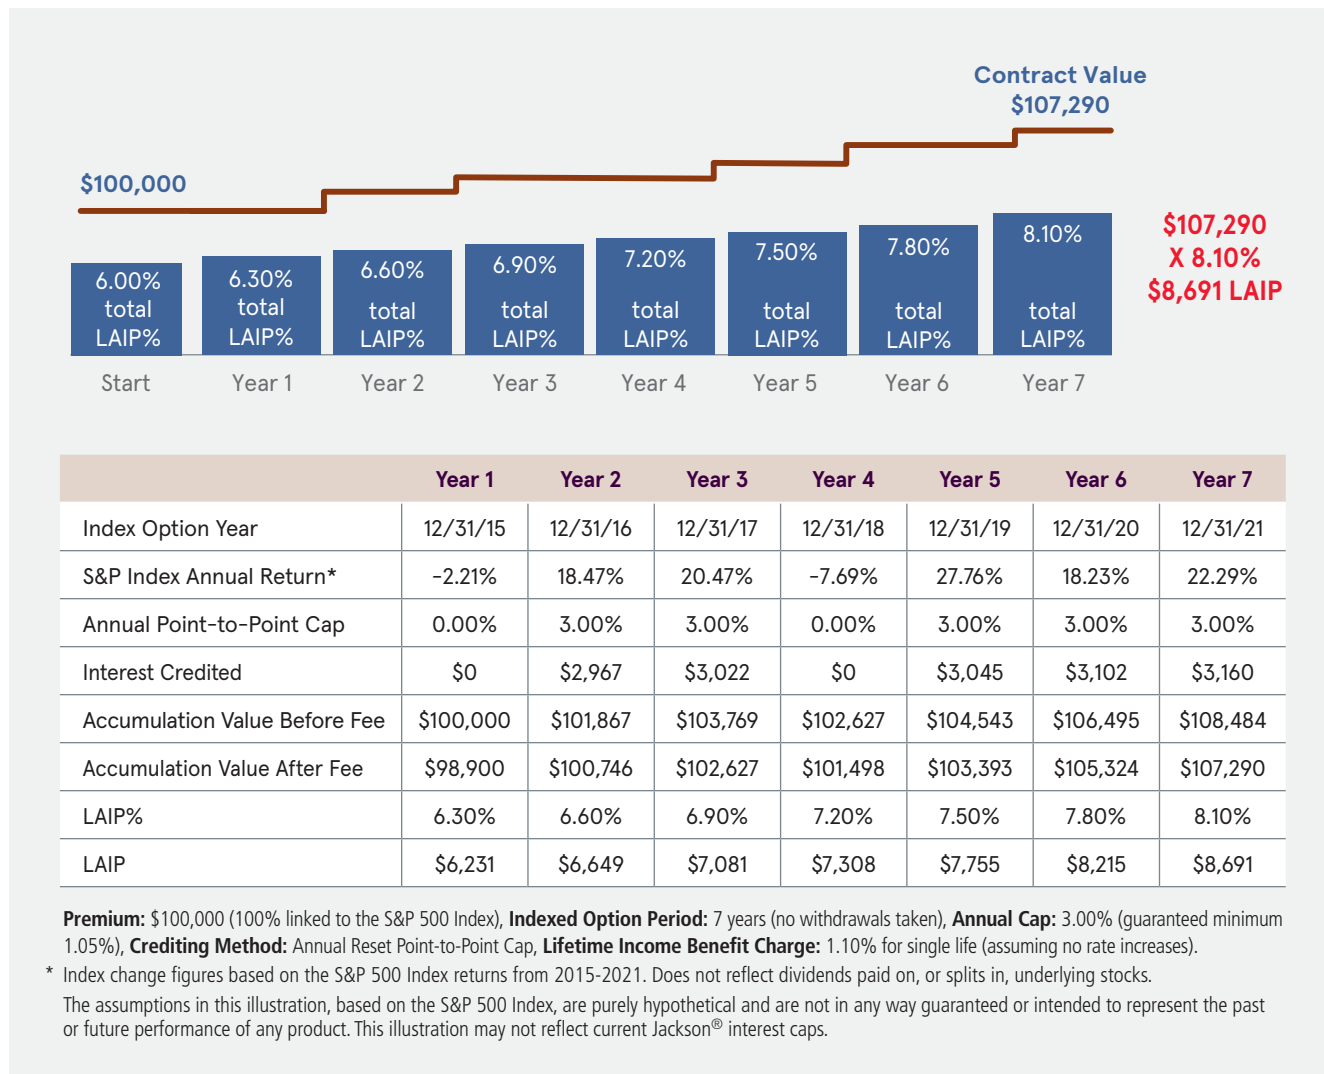 Contract Value
$107,290
$100,000
6.00%
total
LAIP%
6.30%
total
LAIP%
6.60%
total
LAIP%
6.90%
total
LAIP%
7.20%
total
LAIP%
7.50%
total
LAIP%
7.80%
total
LAIP%
8.10%
total
LAIP%
$107,290
X 8.10%
$8,691 LAIP
Start Year 1 Year 2 Year 3 Year 4 Year 5 Year 6 Year 7
Year 1 Year 2 Year 3 Year 4 Year 5 Year 6 Year 7
Index Option Year 12/31/15 12/31/16 12/31/17 12/31/18 12/31/19 12/31/20 12/31/21
S&P Index Annual Return* -2.21% 18.47% 20.47% -7.69% 27.76% 18.23% 22.29%
Annual Point-to-Point Cap 0.00% 3.00% 3.00% 0.00% 3.00% 3.00% 3.00%
Interest Credited $0 $2,967 $3,022 $0 $3,045 $3,102 $3,160
Accumulation Value Before Fee $100,000 $101,867 $103,769 $102,627 $104,543 $106,495 $108,484
Accumulation Value After Fee $98,900 $100,746 $102,627 $101,498 $103,393 $105,324 $107,290
LAIP% 6.30% 6.60% 6.90% 7.20% 7.50% 7.80% 8.10%
LAIP $6,231 $6,649 $7,081 $7,308 $7,755 $8,215 $8,691
Premium: $100,000 (100% linked to the S&P 500 Index), Indexed Option Period: 7 years (no withdrawals taken), Annual Cap: 3.00% (guaranteed minimum
1.05%), Crediting Method: Annual Reset Point-to-Point Cap, Lifetime Income Benefit Charge: 1.10% for single life (assuming no rate increases).
* Index change figures based on the S&P 500 Index returns from 2015-2021. Does not reflect dividends paid on, or splits in, underlying stocks.
The assumptions in this illustration, based on the S&P 500 Index, are purely hypothetical and are not in any way guaranteed or intended to represent the past
or future performance of any product. This illustration may not reflect current Jackson® interest caps.